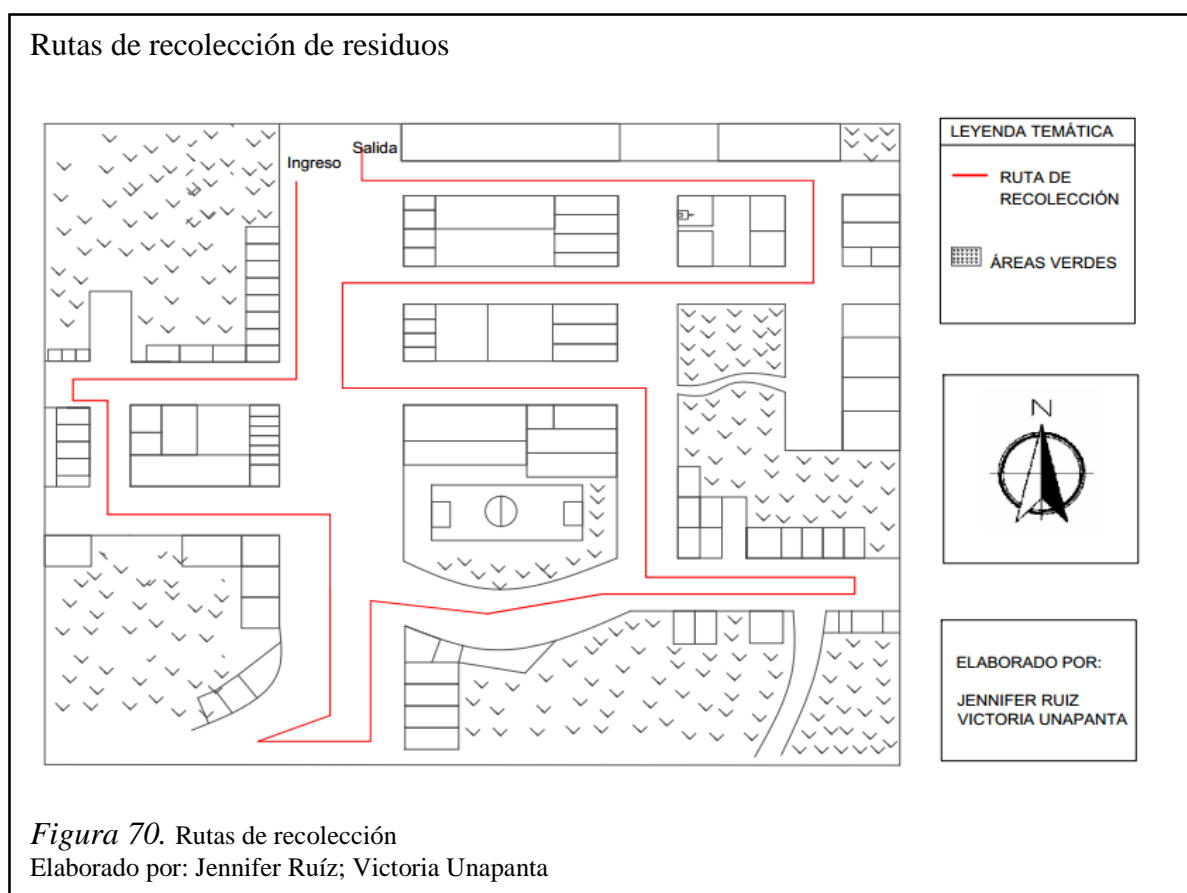 Rutas de recolección de residuos
Salida
Ingreso
LEYENDA TEMÁTICA
RUTA DE
RECOLECCIÓN
ÁREAS VERDES
N
ELABORADO POR:
JENNIFER RUIZ
VICTORIA UNAPANTA
Figura 70. Rutas de recolección
Elaborado por: Jennifer Ruíz; Victoria Unapanta